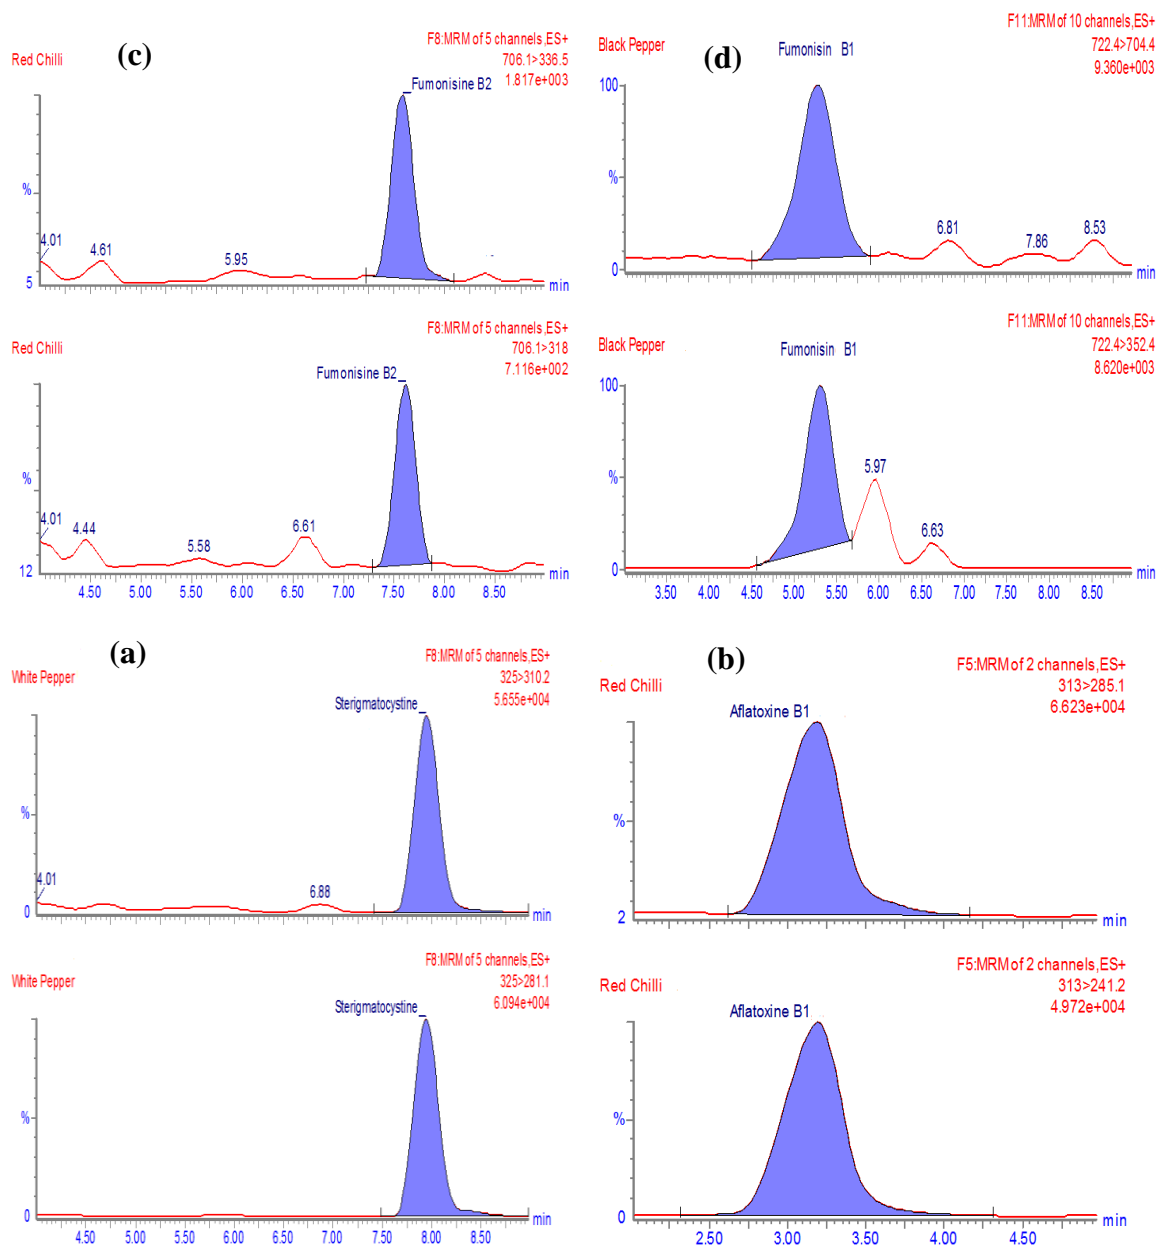 (c)
Red Chilli
F8:MRM of 5 channels,ES+
706.1>336.5
1.817e+003
Fumonisine B2
%
4.01
4.61
5.95
5
min
Red Chilli
F8:MRM of 5 channels,ES+
706.1>318
7.116e+002
Fumonisine B2
%
4.01
4.44
5.58
6.61
12
min
4.50 5.00 5.50 6.00 6.50 7.00 7.50 8.00 8.50
(d)
Black Pepper
F11:MRM of 10 channels,ES+
722.4>704.4
9.360e+003
Fumonisin B1
100
%
6.81
7.86
8.53
0
min
Black Pepper
F11:MRM of 10 channels,ES+
722.4>352.4
8.620e+003
Fumonisin B1
100
%
5.97
6.63
0
min
3.50 4.00 4.50 5.00 5.50 6.00 6.50 7.00 7.50 8.00 8.50
(a)
White Pepper
F8:MRM of 5 channels,ES+
325>310.2
5.655e+004
Sterigmatocystine
%
4.01
6.88
0
min
White Pepper
F8:MRM of 5 channels,ES+
325>281.1
6.094e+004
Sterigmatocystine
%
0
min
4.50 5.00 5.50 6.00 6.50 7.00 7.50 8.00 8.50
(b)
Red Chilli
F5:MRM of 2 channels,ES+
313>285.1
6.623e+004
Aflatoxine B1
%
2
min
Red Chilli
F5:MRM of 2 channels,ES+
313>241.2
4.972e+004
Aflatoxine B1
%
0
min
2.50 3.00 3.50 4.00 4.50